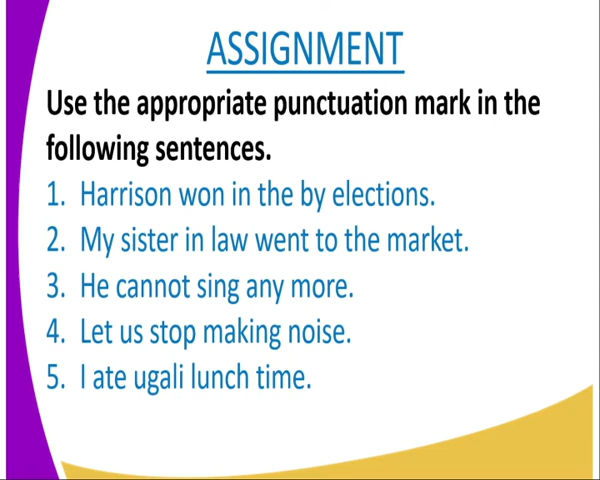 ASSIGNMENT
Use the appropriate punctuation mark in the
following sentences.
1. Harrison won in the by elections.
2. My sister in law went to the market.
3. He cannot sing any more.
4. Let us stop making noise.
5. I ate ugali lunch time.